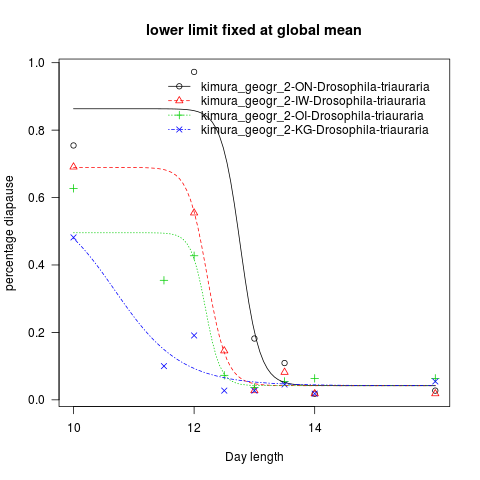 lower limit fixed at global mean
kimura_geogr_2-ON-Drosophila-triauraria
kimura_geogr_2-IW-Drosophila-triauraria
kimura_geogr_2-OI-Drosophila-triauraria
kimura_geogr_2-KG-Drosophila-triauraria
percentage diapause
1.0
0.8
0.6
0.4
0.2
0.0
10 12 14
Day length